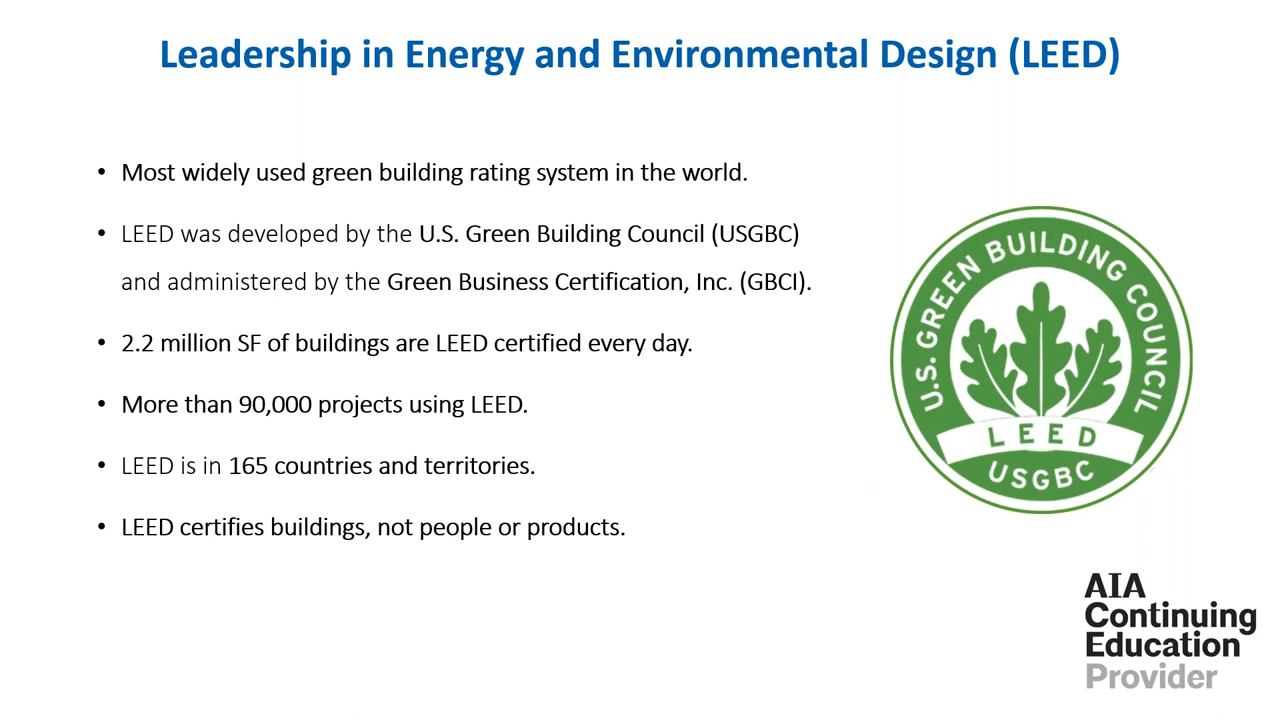 Leadership in Energy and Environmental Design (LEED)
• Most widely used green building rating system in the world.
• LEED was developed by the U.S. Green Building Council (USGBC)
and administered by the Green Business Certification, Inc. (GBCI).
• 2.2 million SF of buildings are LEED certified every day.
• More than 90,000 projects using LEED.
• LEED is in 165 countries and territories.
• LEED certifies buildings, not people or products.
U.S. GREEN BUILDING COUNCIL
LEED
USGBC
AIA
Continuing
Education
Provider